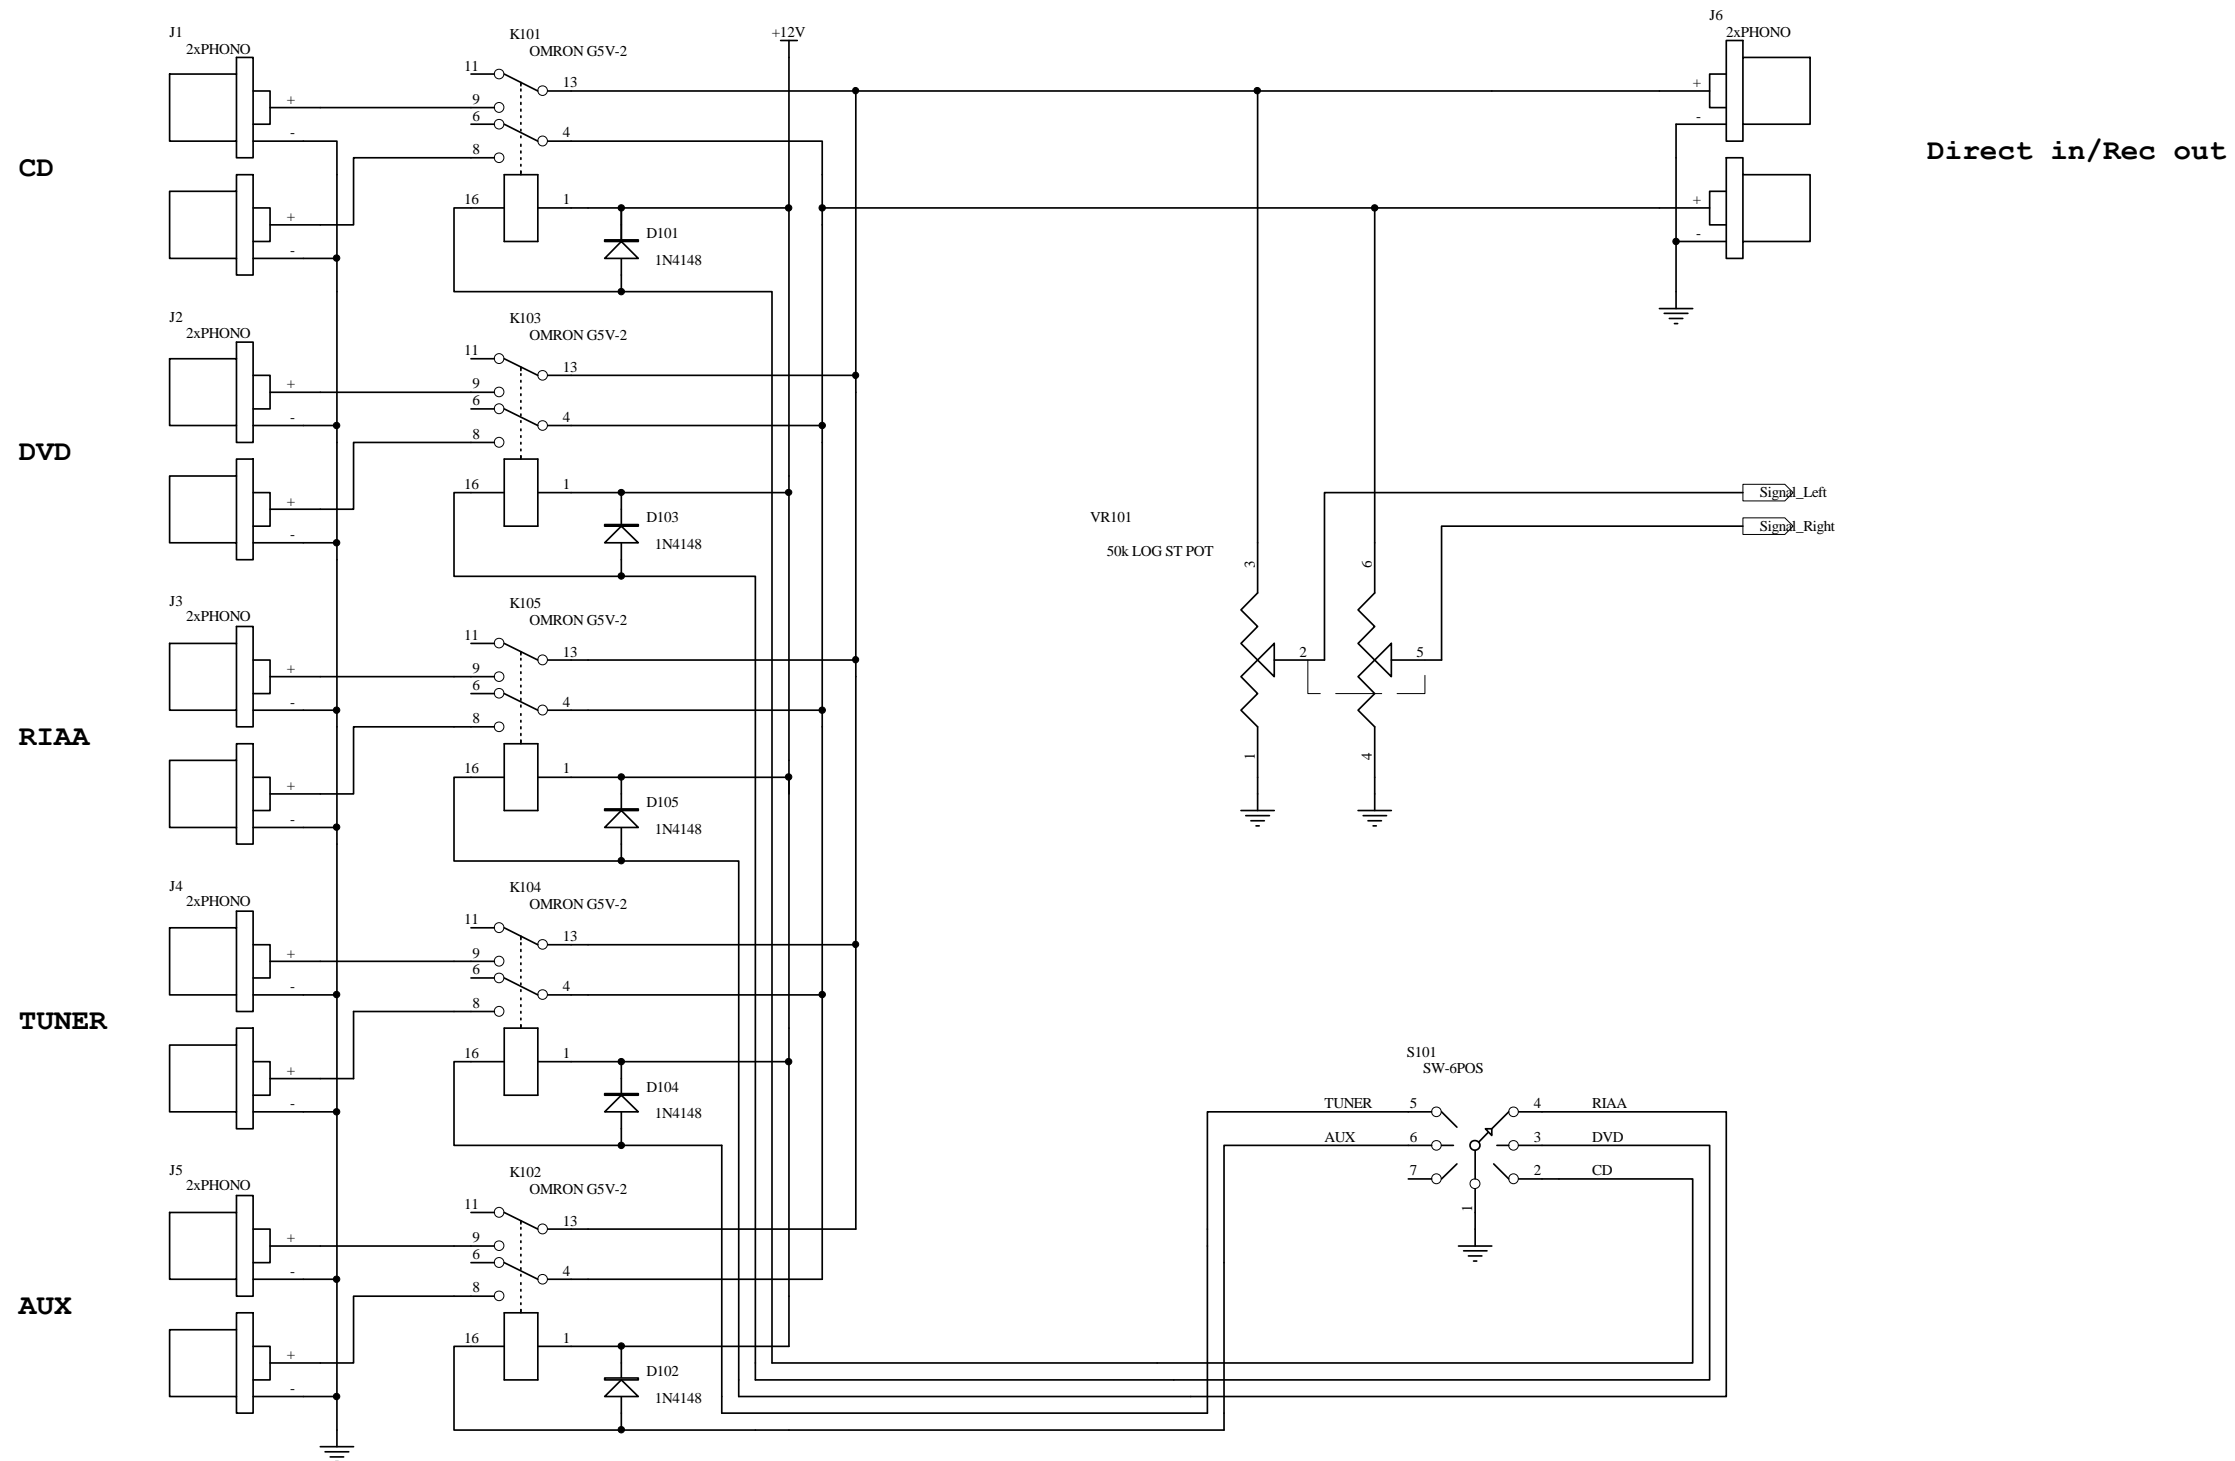 J1
2xPHONO
K101
OMRON G5V-2
+12V
J6
2xPHONO
11
13
9
6
4
8
+
-
+
-
CD
16
1
D101
1N4148
+
-
+
-
Direct in/Rec out
J2
2xPHONO
K103
OMRON G5V-2
11
13
9
6
4
8
+
-
+
-
DVD
16
1
D103
1N4148
Signal_Left
Signal_Right
VR101
50k LOG ST POT
3
6
2
5
1
4
J3
2xPHONO
K105
OMRON G5V-2
11
13
9
6
4
8
+
-
+
-
RIAA
16
1
D105
1N4148
J4
2xPHONO
K104
OMRON G5V-2
11
13
9
6
4
8
+
-
+
-
TUNER
16
1
D104
1N4148
S101
SW-6POS
TUNER 5
4 RIAA
AUX 6
3 DVD
7
2 CD
1
J5
2xPHONO
K102
OMRON G5V-2
11
13
9
6
4
8
+
-
+
-
AUX
16
1
D102
1N4148